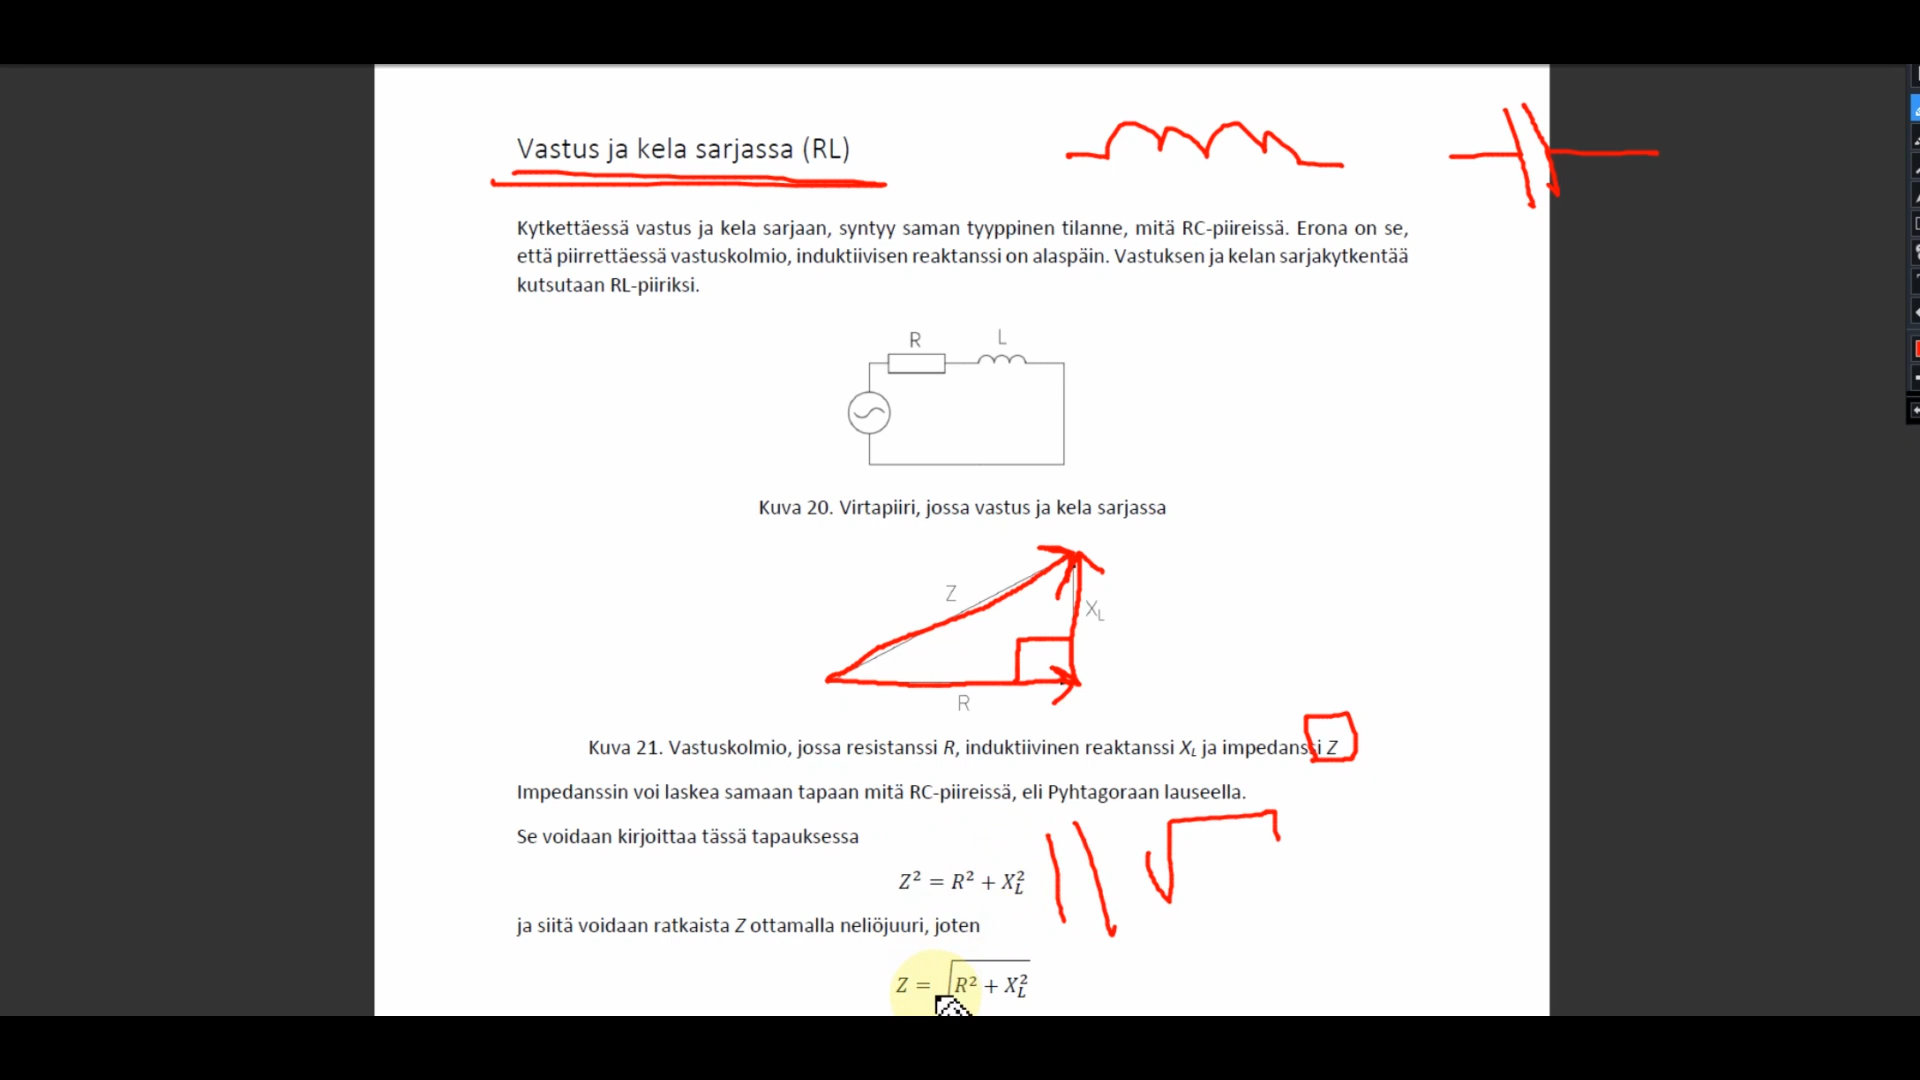 Vastus ja kela sarjassa (RL)
Kytkettäessä vastus ja kela sarjaan, syntyy saman tyyppinen tilanne, mitä RC-piireissä. Erona on se,
että piirrettäessä vastuskolmio, induktiivisen reaktanssi on alaspäin. Vastuksen ja kelan sarjakytkentää
kutsutaan RL-piiriksi.
R L
Kuva 20. Virtapiiri, jossa vastus ja kela sarjassa
Z
X_L
R
Kuva 21. Vastuskolmio, jossa resistanssi R, induktiivinen reaktanssi X_L ja impedanssi Z
Impedanssin voi laskea samaan tapaan mitä RC-piireissä, eli Pyhtagoraan lauseella.
Se voidaan kirjoittaa tässä tapauksessa
Z² = R² + X_L²
√
ja siitä voidaan ratkaista Z ottamalla neliöjuuri, joten
Z = √(R² + X_L²)